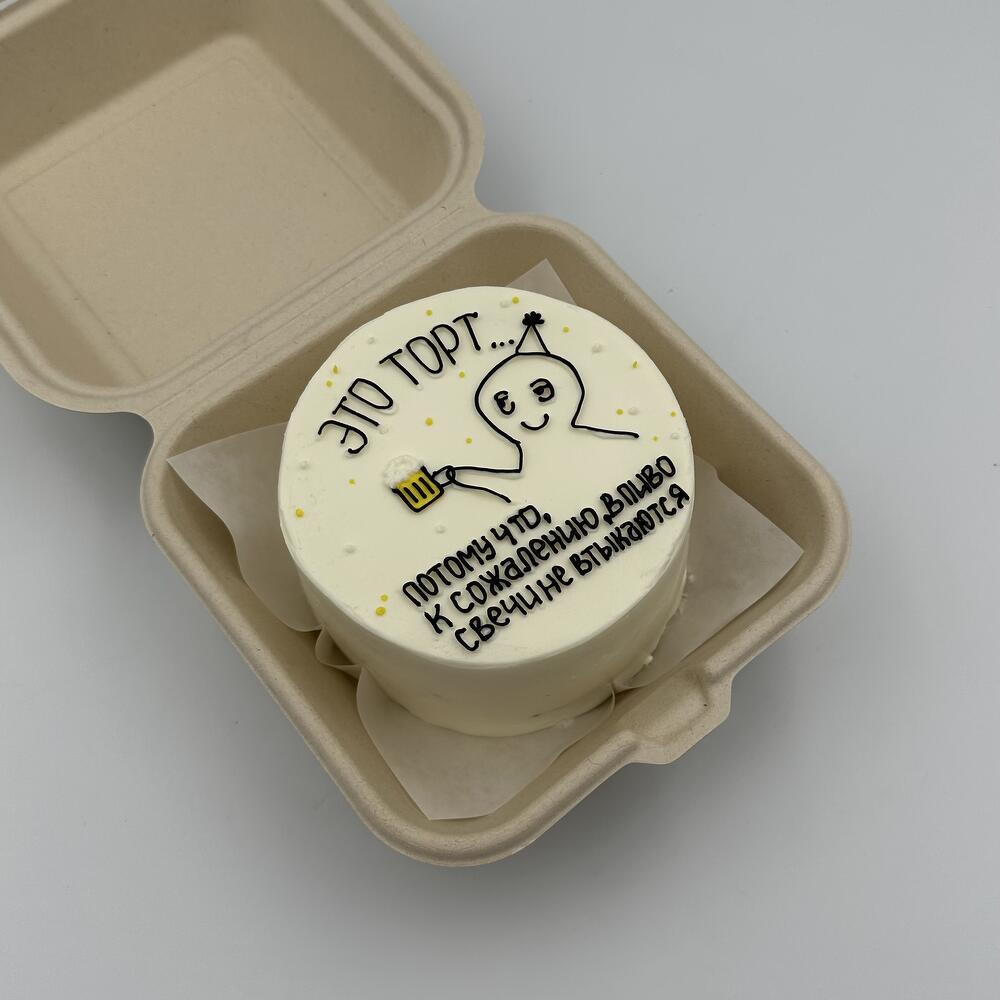 ЭТО ТОРТ...
ПОТОМУ ЧТО,
К СОЖАЛЕНИЮ, В ПИВО
СВЕЧИ НЕ ВТЫКАЮТСЯ